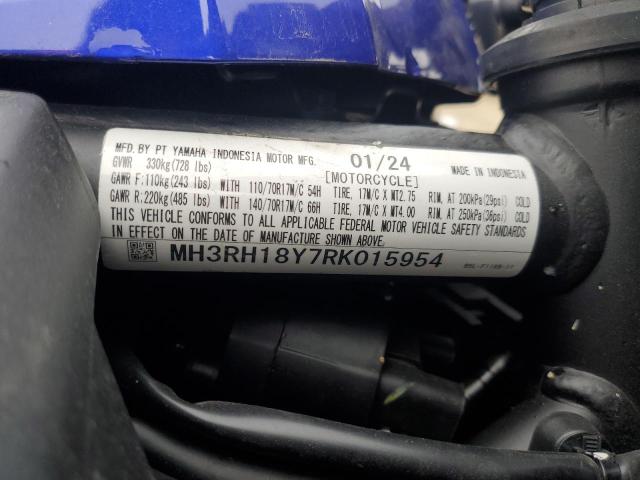 MFD. BY PT YAMAHA INDONESIA MOTOR MFG. 01/24 MADE IN INDONESIA
GVWR 330kg(728 lbs) [MOTORCYCLE]
GAWR F:110kg(243 lbs) WITH 110/70R17M/C 54H TIRE, 17M/C X MT2.75 RIM, AT 200kPa(29psi) COLD
GAWR R:220kg(485 lbs) WITH 140/70R17M/C 66H TIRE, 17M/C X MT4.00 RIM, AT 250kPa(36psi) COLD
THIS VEHICLE CONFORMS TO ALL APPLICABLE FEDERAL MOTOR VEHICLE SAFETY STANDARDS
IN EFFECT ON THE DATE OF MANUFACTURE SHOWN ABOVE.
MH3RH18Y7RK015954